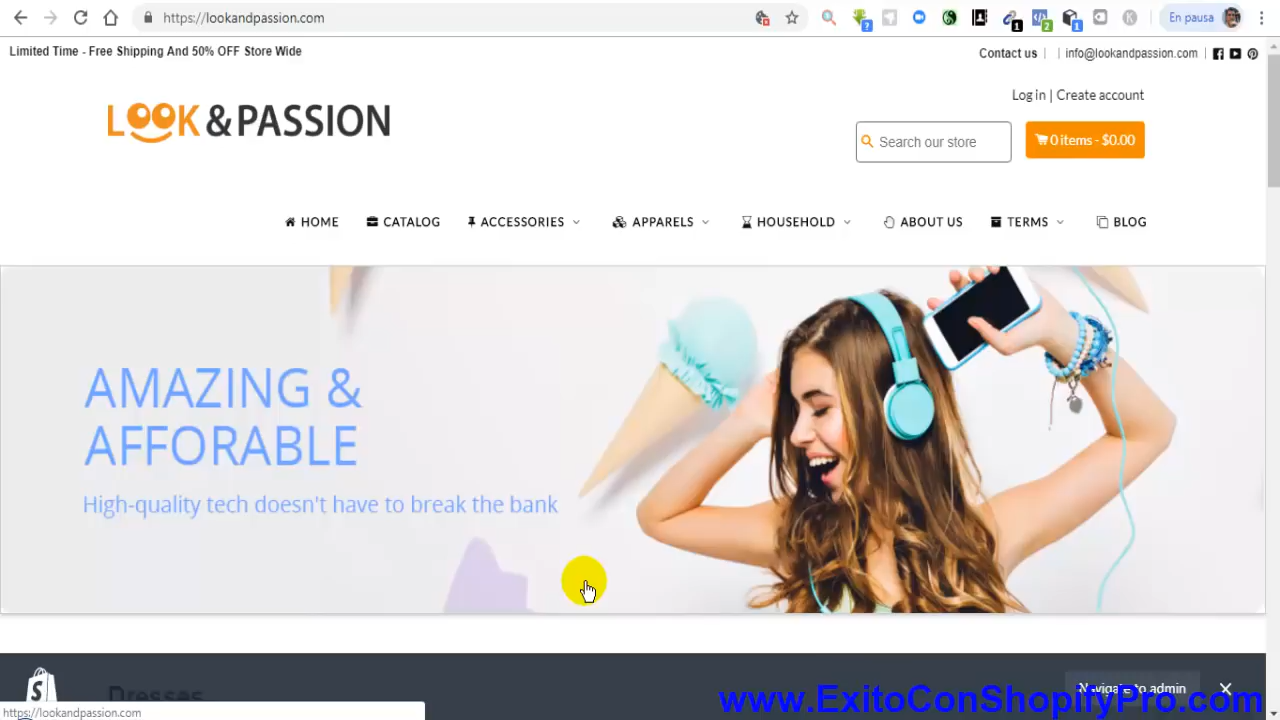 https://lookandpassion.com
En pausa
Limited Time - Free Shipping And 50% OFF Store Wide
Contact us | | info@lookandpassion.com |
Log in | Create account
LOOK & PASSION
Search our store
0 items - $0.00
HOME CATALOG ACCESSORIES APPARELS HOUSEHOLD ABOUT US TERMS BLOG
AMAZING &
AFFORABLE
High-quality tech doesn't have to break the bank
Dresses
Navigate to admin
www.ExitoConShopifyPro.com
https://lookandpassion.com